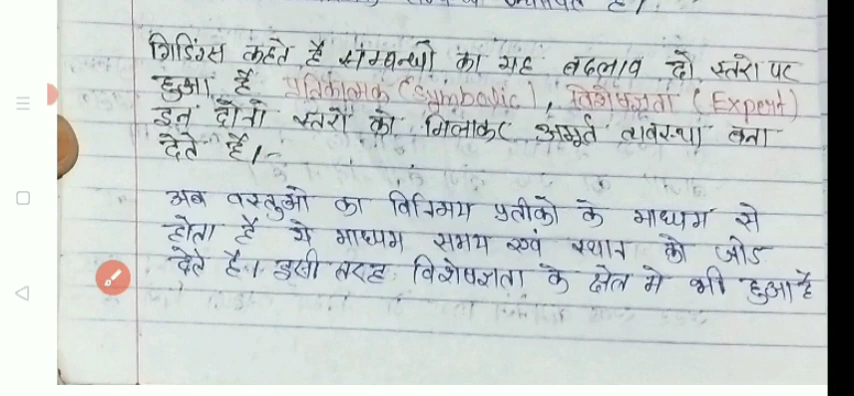 गिडिंग्स कहते है संम्बन्धो का यह बदलाव दो स्तरो पर
हुआ है प्रतिकात्मक (Symbolic), विशेषज्ञता (Expert)
इन दोनो स्तरो को मिलाकर अमूर्त व्यवस्था बना
देते है।-
अब वस्तुओ का विनिमय प्रतीको के माध्यम से
होता है ये माध्यम समय एवं स्थान को जोड
देते है। इसी तरह विशेषज्ञता के क्षेत्र मे भी हुआ है